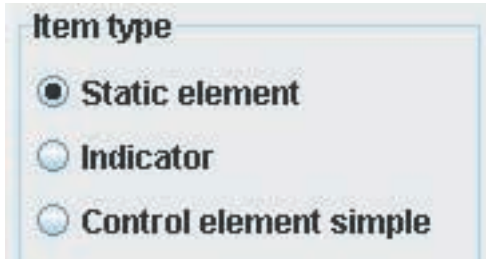 Item type
Static element
Indicator
Control element simple